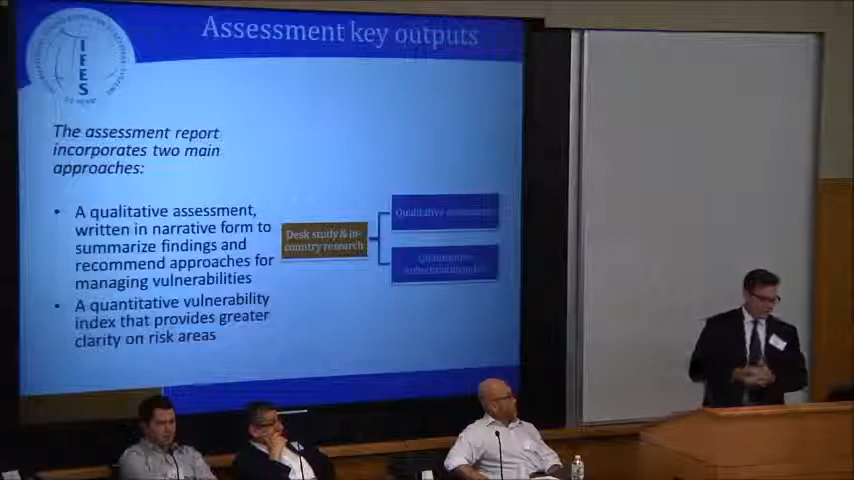 Assessment key outputs
IFES
The assessment report
incorporates two main
approaches:
• A qualitative assessment,
written in narrative form to
summarize findings and
recommend approaches for
managing vulnerabilities
• A quantitative vulnerability
index that provides greater
clarity on risk areas
Desk study & in-
country research
Qualitative
Quantitative